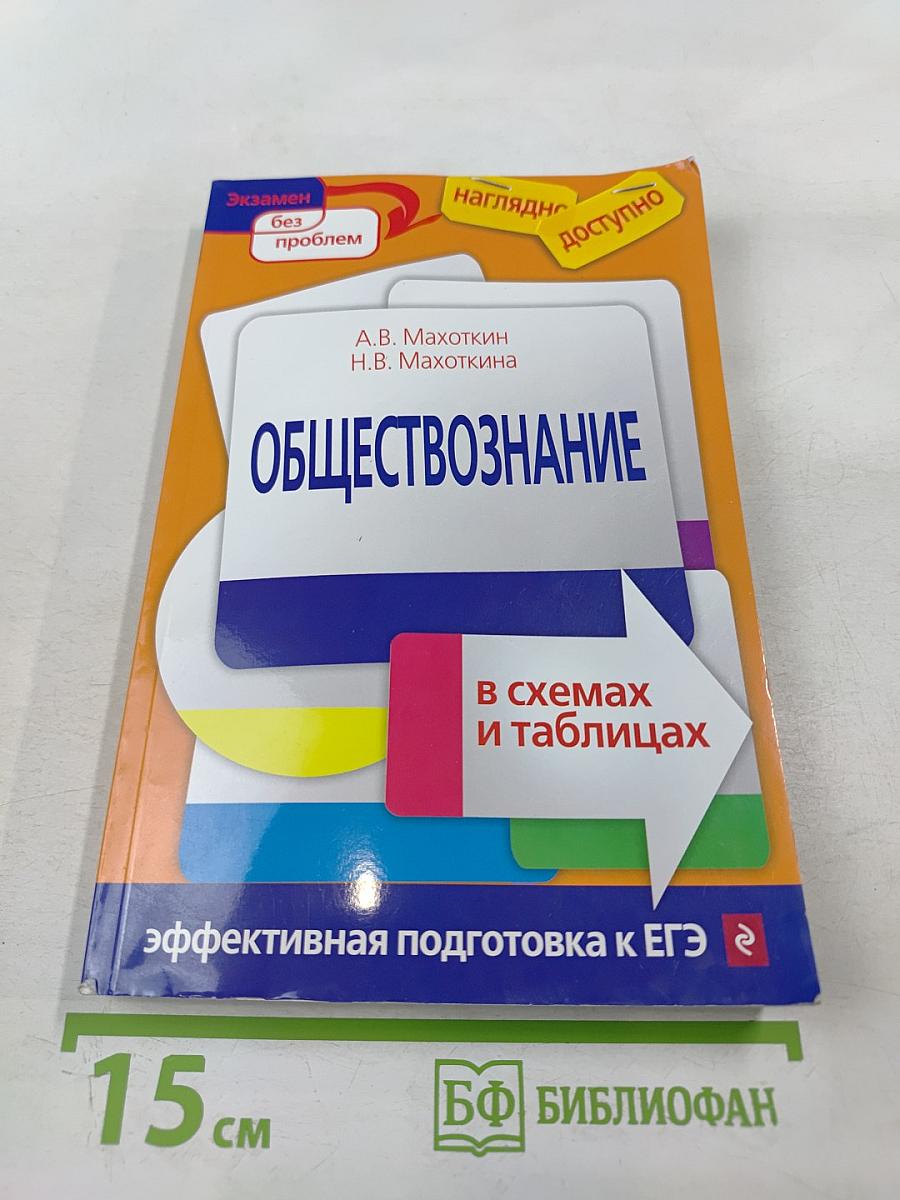 Экзамен
без
проблем
наглядно
доступно
А.В. Махоткин
Н.В. Махоткина
ОБЩЕСТВОЗНАНИЕ
в схемах
и таблицах
эффективная подготовка к ЕГЭ
15 см
БФ БИБЛИОФАН